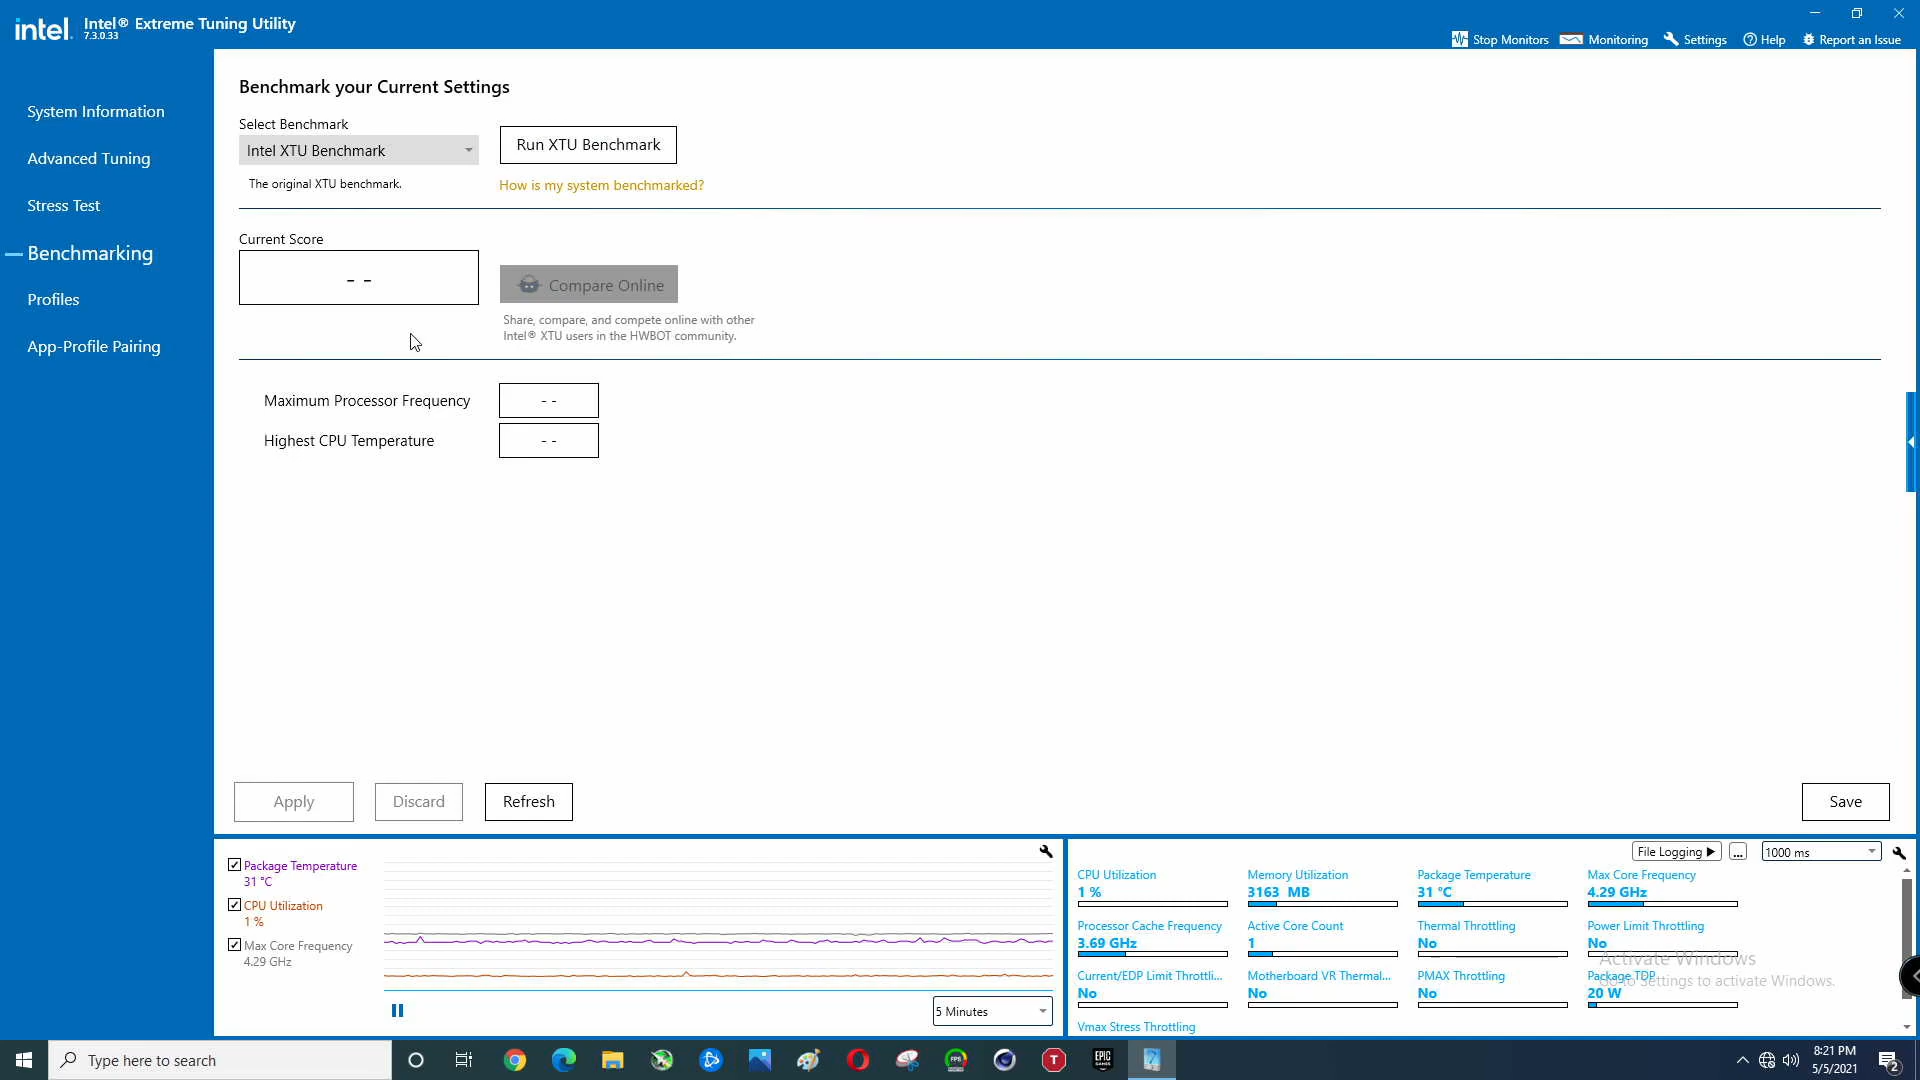 intel. Intel® Extreme Tuning Utility
7.3.0.33
Stop Monitors Monitoring Settings Help Report an Issue
System Information
Advanced Tuning
Stress Test
Benchmarking
Profiles
App-Profile Pairing
Benchmark your Current Settings
Select Benchmark
Intel XTU Benchmark
Run XTU Benchmark
The original XTU benchmark.
How is my system benchmarked?
Current Score
- -
Compare Online
Share, compare, and compete online with other
Intel® XTU users in the HWBOT community.
Maximum Processor Frequency - -
Highest CPU Temperature - -
Apply Discard Refresh Save
Package Temperature
31 °C
CPU Utilization
1 %
Max Core Frequency
4.29 GHz
5 Minutes
File Logging ... 1000 ms
CPU Utilization Memory Utilization Package Temperature Max Core Frequency
1 % 3163 MB 31 °C 4.29 GHz
Processor Cache Frequency Active Core Count Thermal Throttling Power Limit Throttling
3.69 GHz 1 No No
Current/EDP Limit Throttli... Motherboard VR Thermal... PMAX Throttling Package TDP
No No No 20 W
Vmax Stress Throttling
Activate Windows
Go to Settings to activate Windows.
Type here to search
FPS
T
EPIC
GAMES
8:21 PM
5/5/2021
2